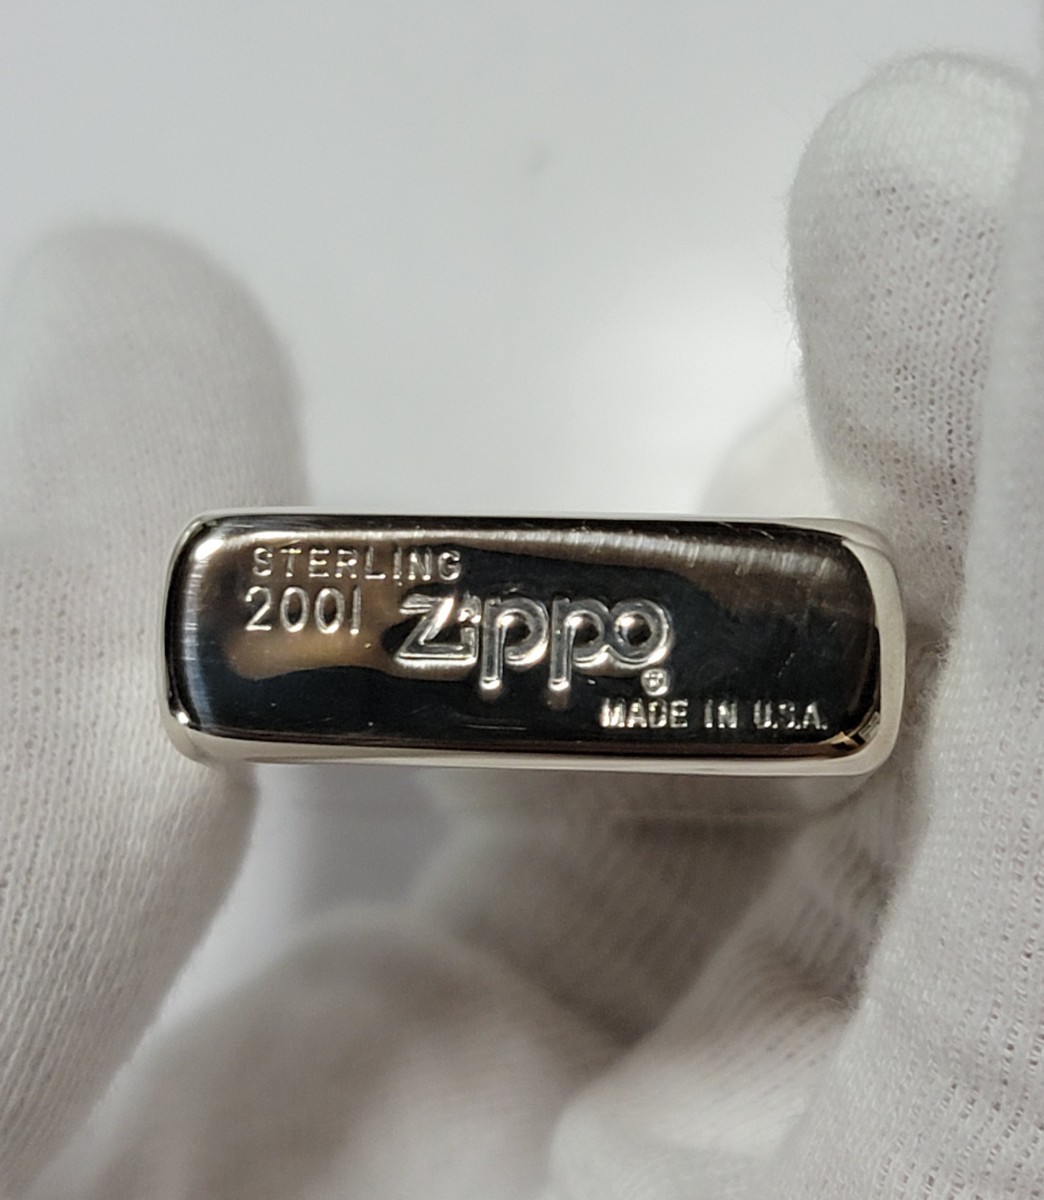 STERLING
2001 Zippo®
MADE IN U.S.A.